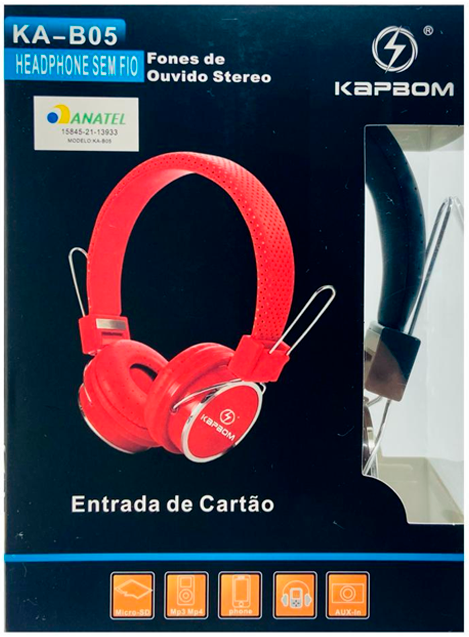 KA-B05
HEADPHONE SEM FIO
Fones de
Ouvido Stereo
®
KAPBOM
ANATEL
15845-21-13933
MODELO:KA-B05
KAPBOM
Entrada de Cartão
Micro-SD
Mp3 Mp4
phone
AUX-in